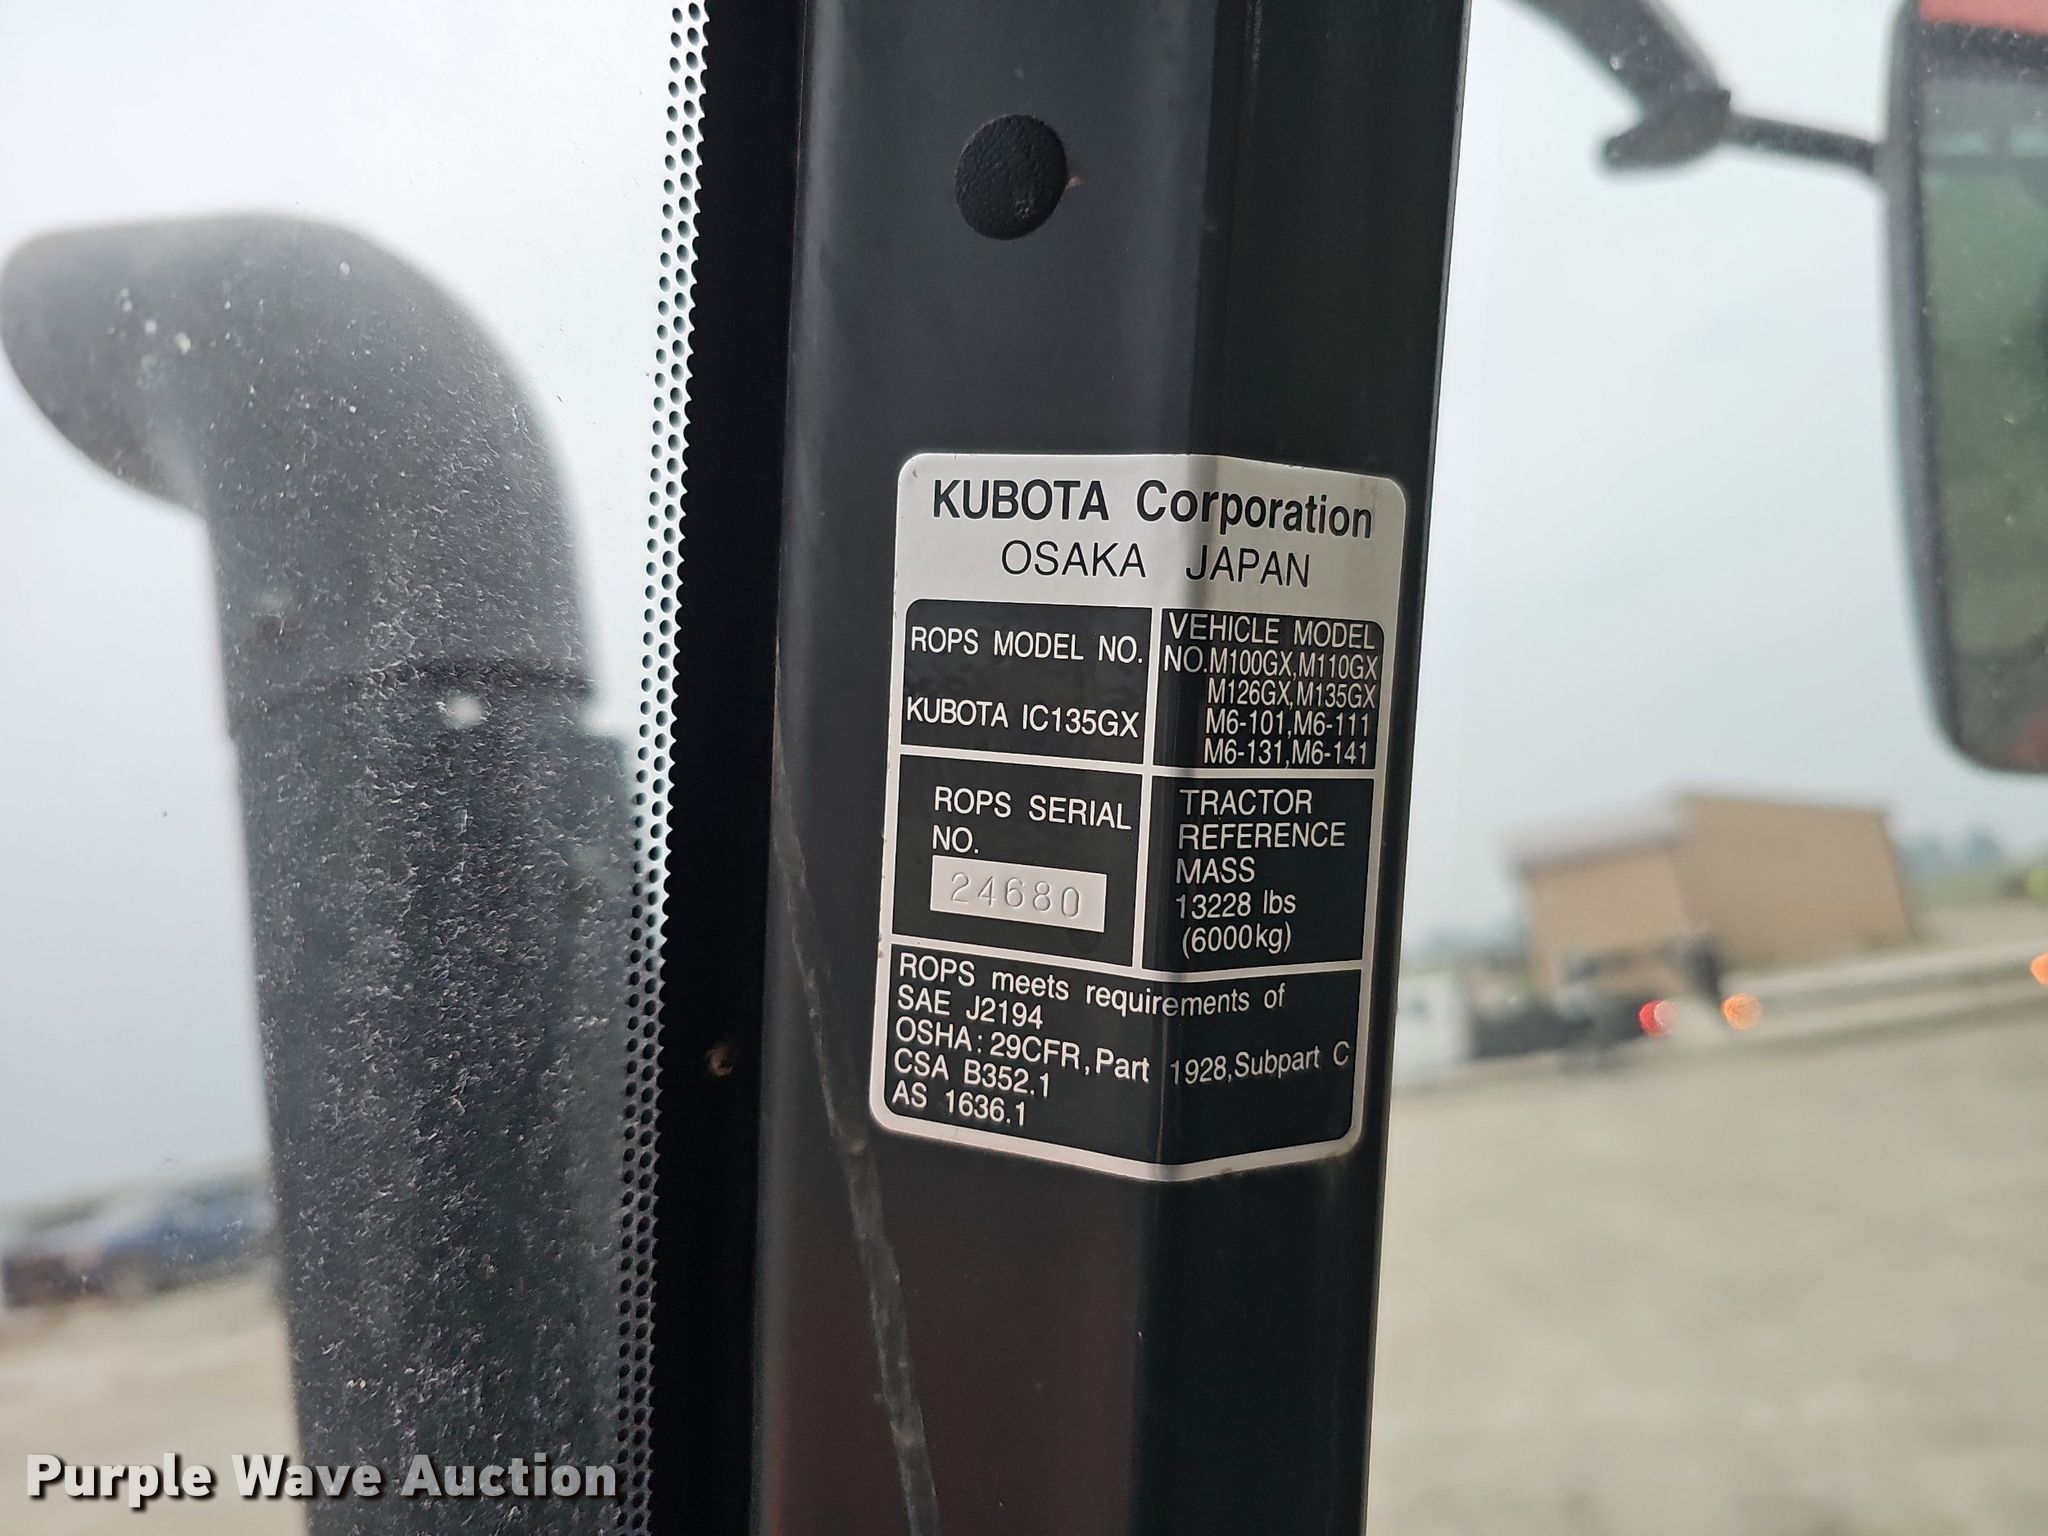 KUBOTA Corporation
OSAKA JAPAN
ROPS MODEL NO.
KUBOTA IC135GX
VEHICLE MODEL
NO.M100GX,M110GX
M126GX,M135GX
M6-101,M6-111
M6-131,M6-141
ROPS SERIAL
NO.
24680
TRACTOR
REFERENCE
MASS
13228 lbs
(6000kg)
ROPS meets requirements of
SAE J2194
OSHA:29CFR,Part 1928,Subpart C
CSA B352.1
AS 1636.1
Purple Wave Auction